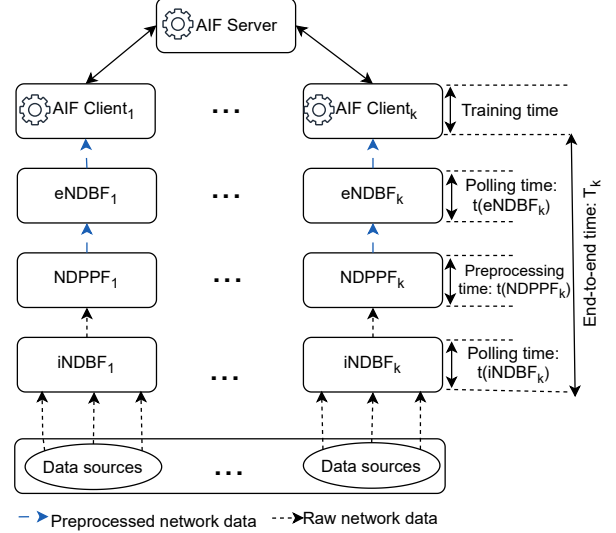 AIF Server
AIF Client1 ... AIF Clientk Training time
eNDBF1 ... eNDBFk Polling time:
t(eNDBFk)
NDPPF1 ... NDPPFk Preprocessing
time: t(NDPPFk)
iNDBF1 ... iNDBFk Polling time:
t(iNDBFk)
End-to-end time: Tk
Data sources ... Data sources
Preprocessed network data Raw network data